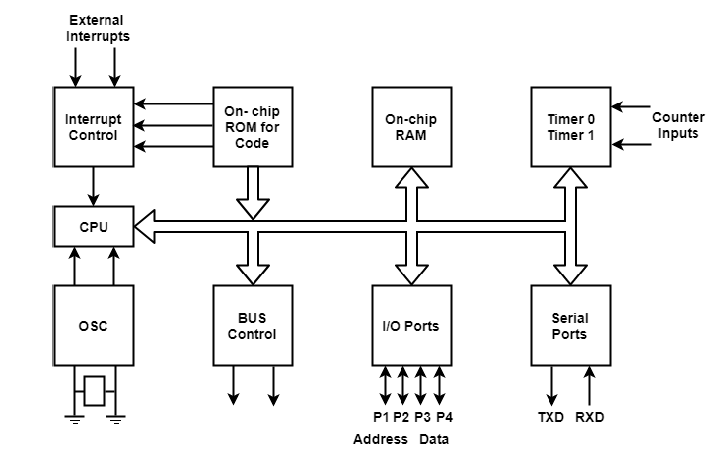 External
Interrupts
Interrupt
Control
On- chip
ROM for
Code
On-chip
RAM
Timer 0
Timer 1
Counter
Inputs
CPU
OSC
BUS
Control
I/O Ports
Serial
Ports
P1 P2 P3 P4
Address Data
TXD RXD